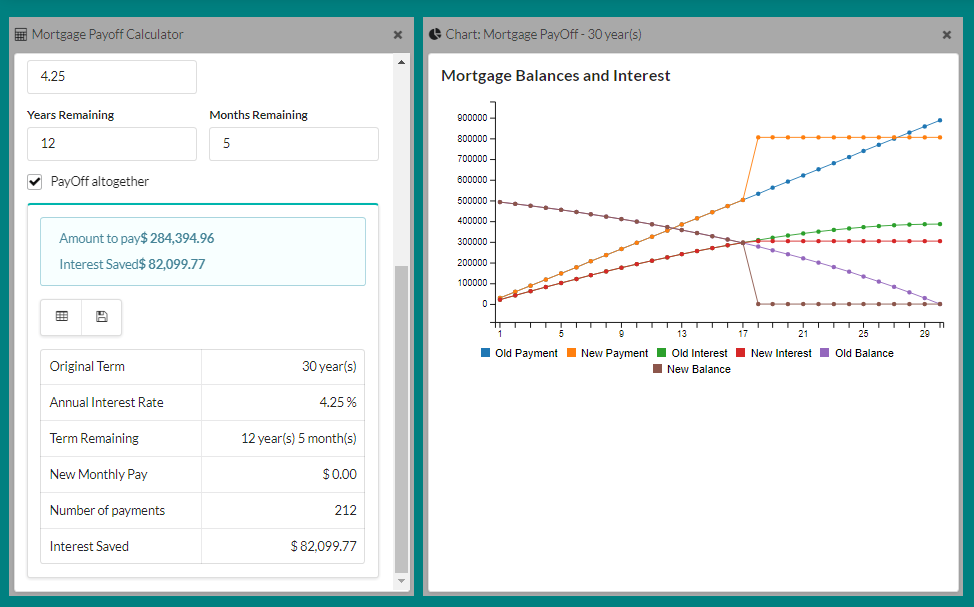 Mortgage Payoff Calculator
4.25
Years Remaining Months Remaining
12 5
PayOff altogether
Amount to pay$ 284,394.96
Interest Saved$ 82,099.77
Original Term 30 year(s)
Annual Interest Rate 4.25 %
Term Remaining 12 year(s) 5 month(s)
New Monthly Pay $ 0.00
Number of payments 212
Interest Saved $ 82,099.77
Chart: Mortgage PayOff - 30 year(s)
Mortgage Balances and Interest
900000
800000
700000
600000
500000
400000
300000
200000
100000
0
1 5 9 13 17 21 25 29
Old Payment New Payment Old Interest New Interest Old Balance
New Balance